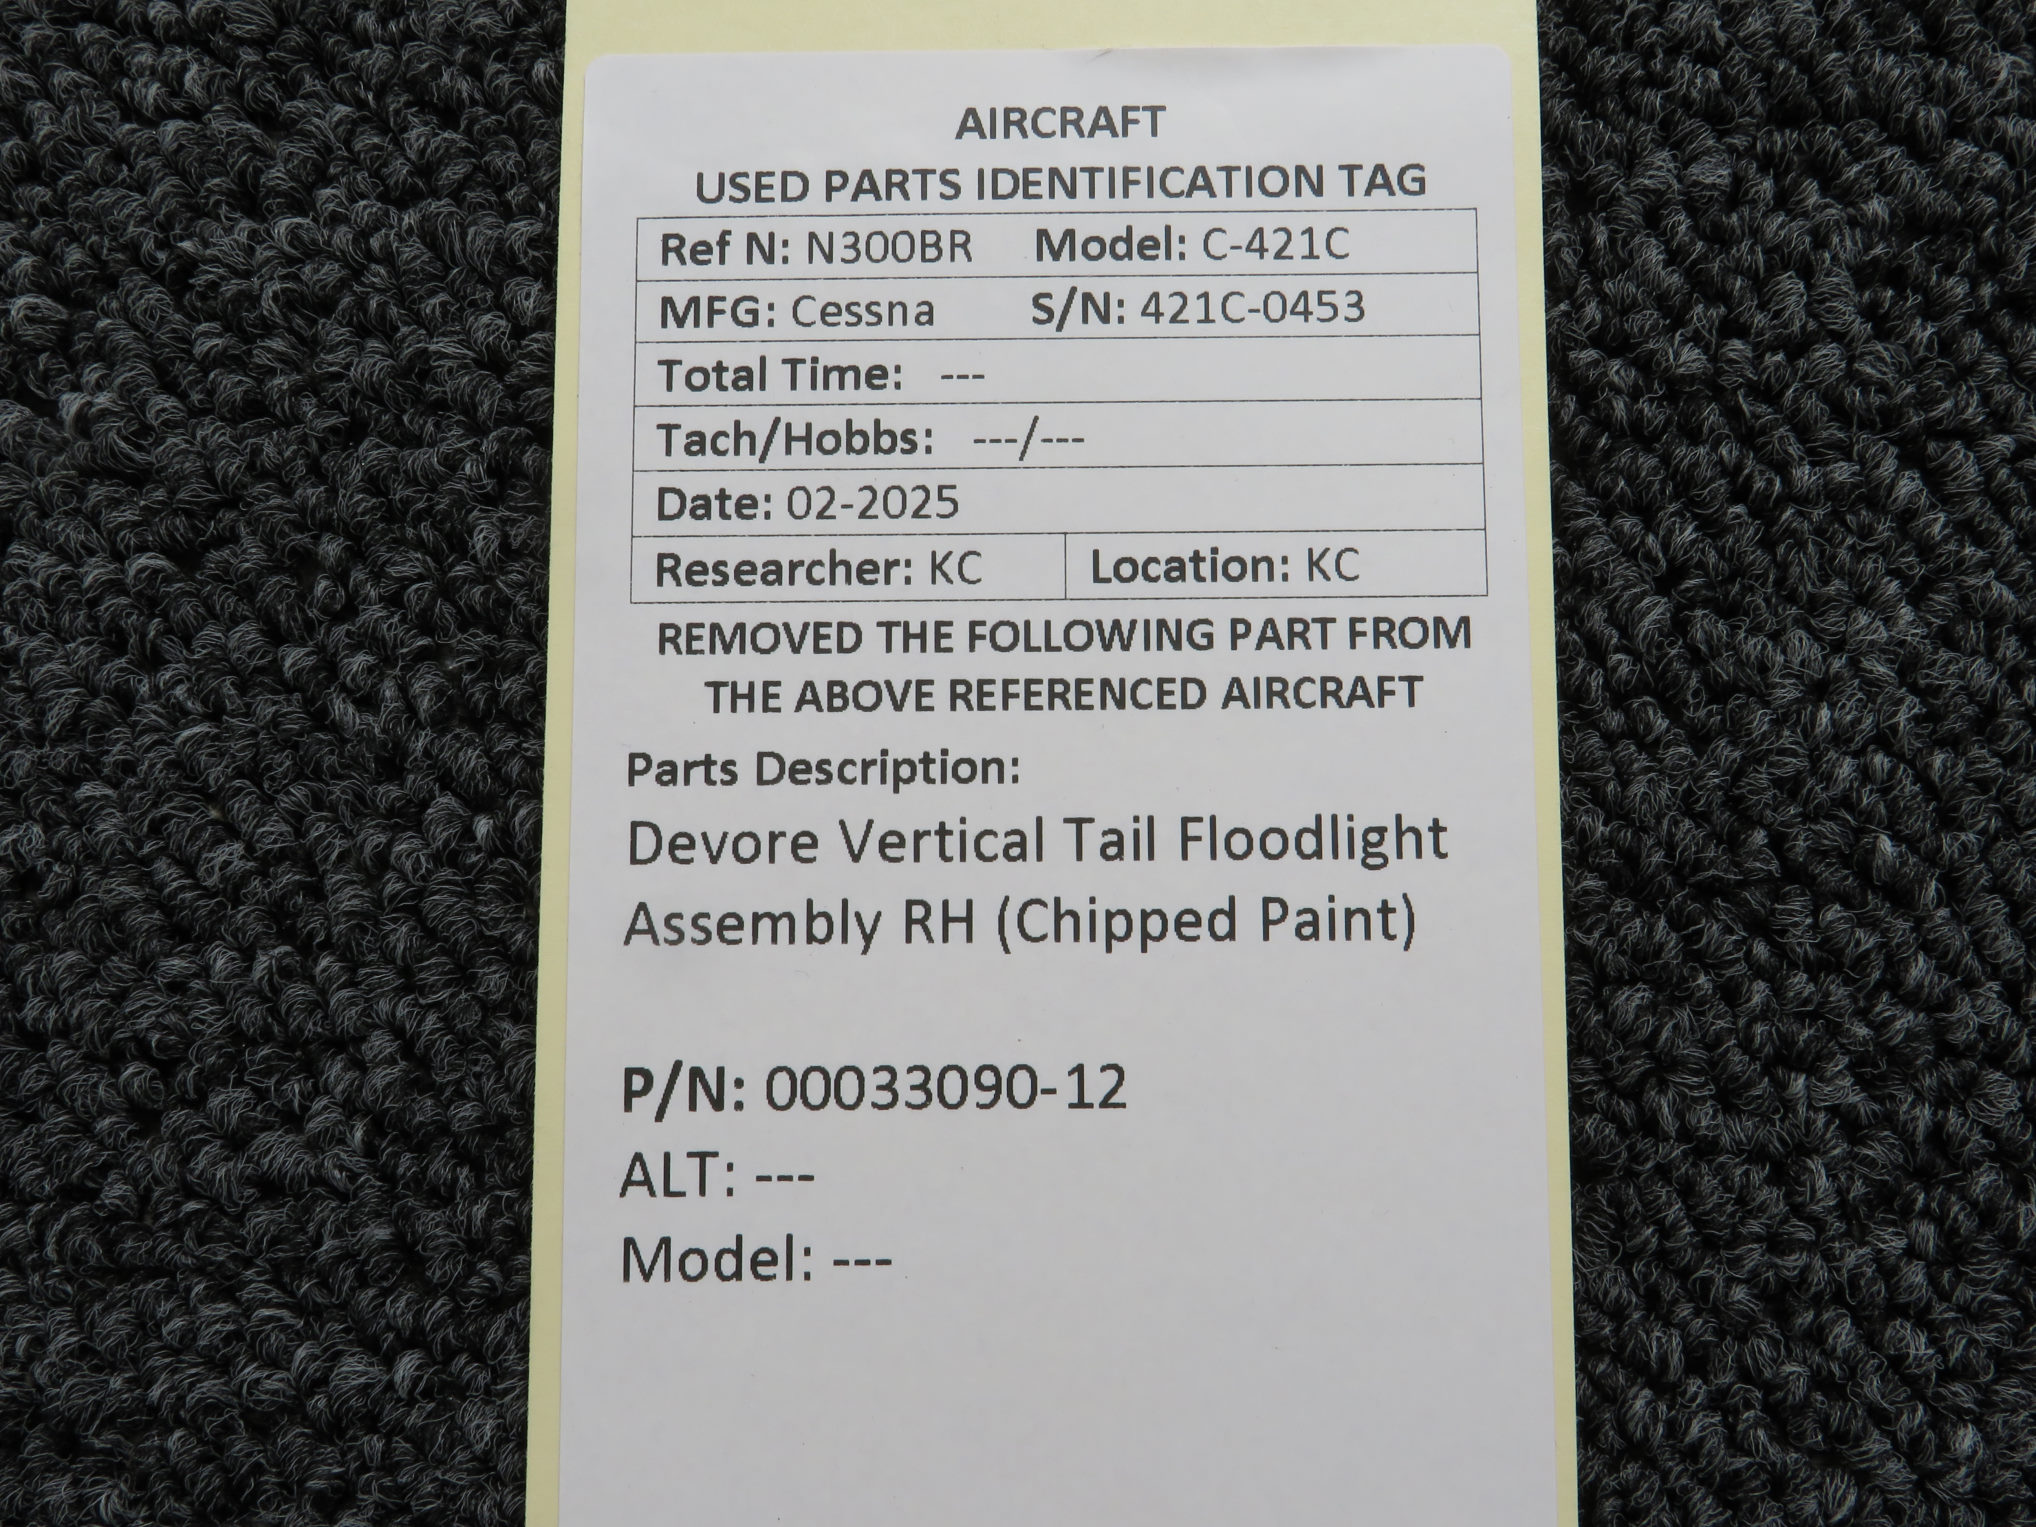 AIRCRAFT
USED PARTS IDENTIFICATION TAG
Ref N: N300BR Model: C-421C
MFG: Cessna S/N: 421C-0453
Total Time: ---
Tach/Hobbs: ---/---
Date: 02-2025
Researcher: KC Location: KC
REMOVED THE FOLLOWING PART FROM
THE ABOVE REFERENCED AIRCRAFT
Parts Description:
Devore Vertical Tail Floodlight
Assembly RH (Chipped Paint)
P/N: 00033090-12
ALT: ---
Model: ---